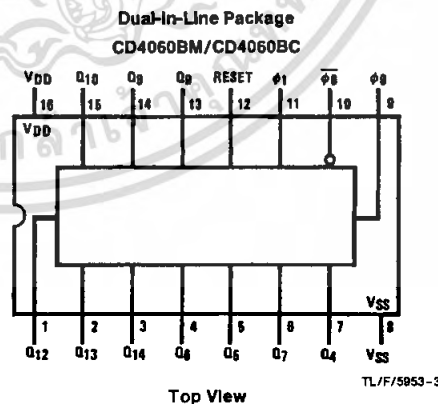 Dual-In-Line Package
CD4060BM/CD4060BC
VDD Q10 Q8 Q9 RESET φ1 φ0 φ0
16 15 14 13 12 11 10 9
VDD
VSS
1 2 3 4 5 6 7 8
Q12 Q13 Q14 Q6 Q5 Q7 Q4 VSS
TL/F/5953-3
Top View